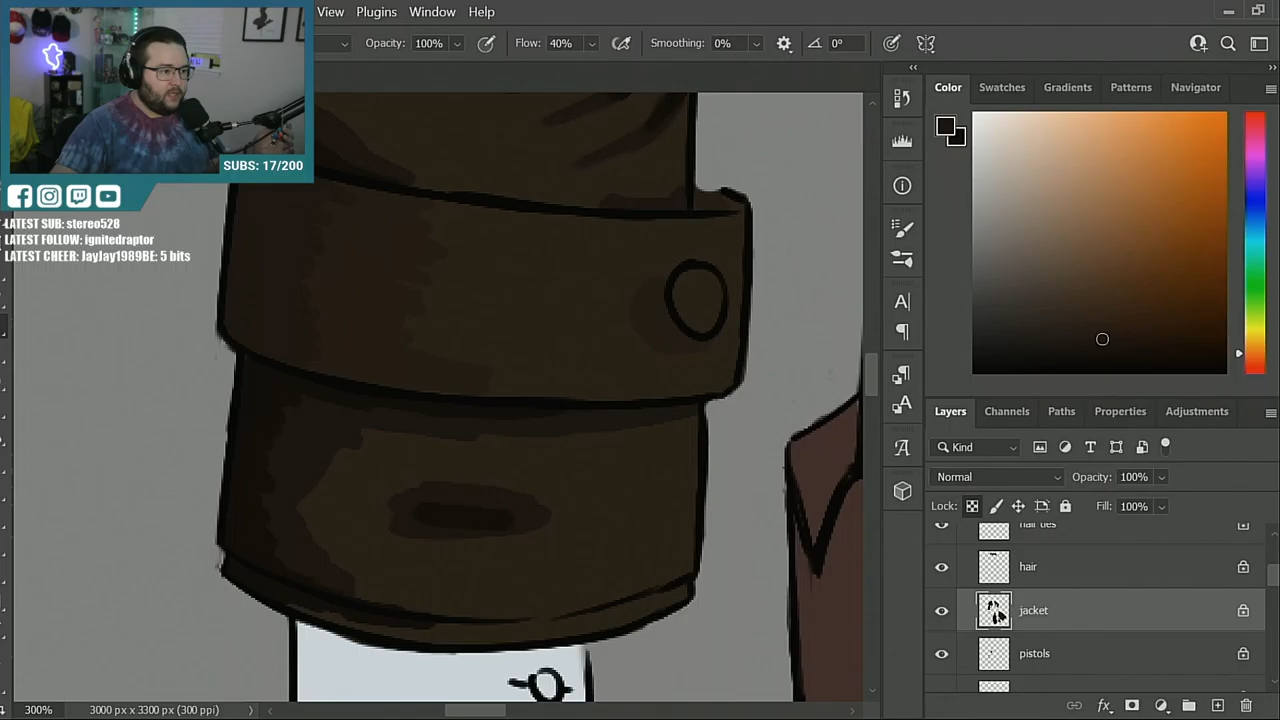 View Plugins Window Help
Opacity: 100% Flow: 40% Smoothing: 0% 0°
SUBS: 17/200
LATEST SUB: stereo528
LATEST FOLLOW: ignitedraptor
LATEST CHEER: JayJay1989BE: 5 bits
Color Swatches Gradients Patterns Navigator
Layers Channels Paths Properties Adjustments
Kind
Normal Opacity: 100%
Lock: Fill: 100%
hair ties
hair
jacket
pistols
300% 3000 px x 3300 px (300 ppi)